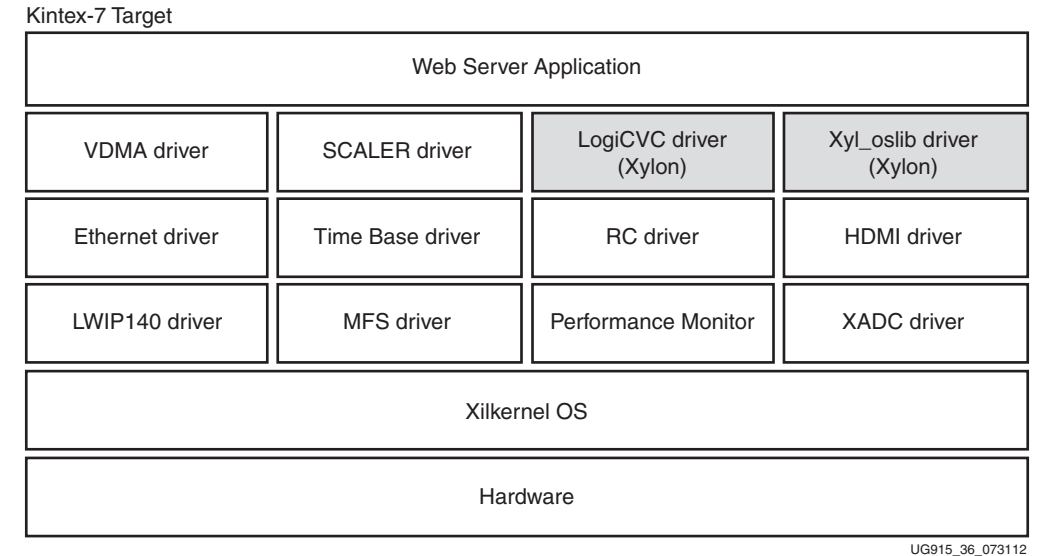 Kintex-7 Target
Web Server Application
VDMA driver
SCALER driver
LogiCVC driver
(Xylon)
Xyl_oslib driver
(Xylon)
Ethernet driver
Time Base driver
RC driver
HDMI driver
LWIP140 driver
MFS driver
Performance Monitor
XADC driver
Xilkernel OS
Hardware
UG915_36_073112